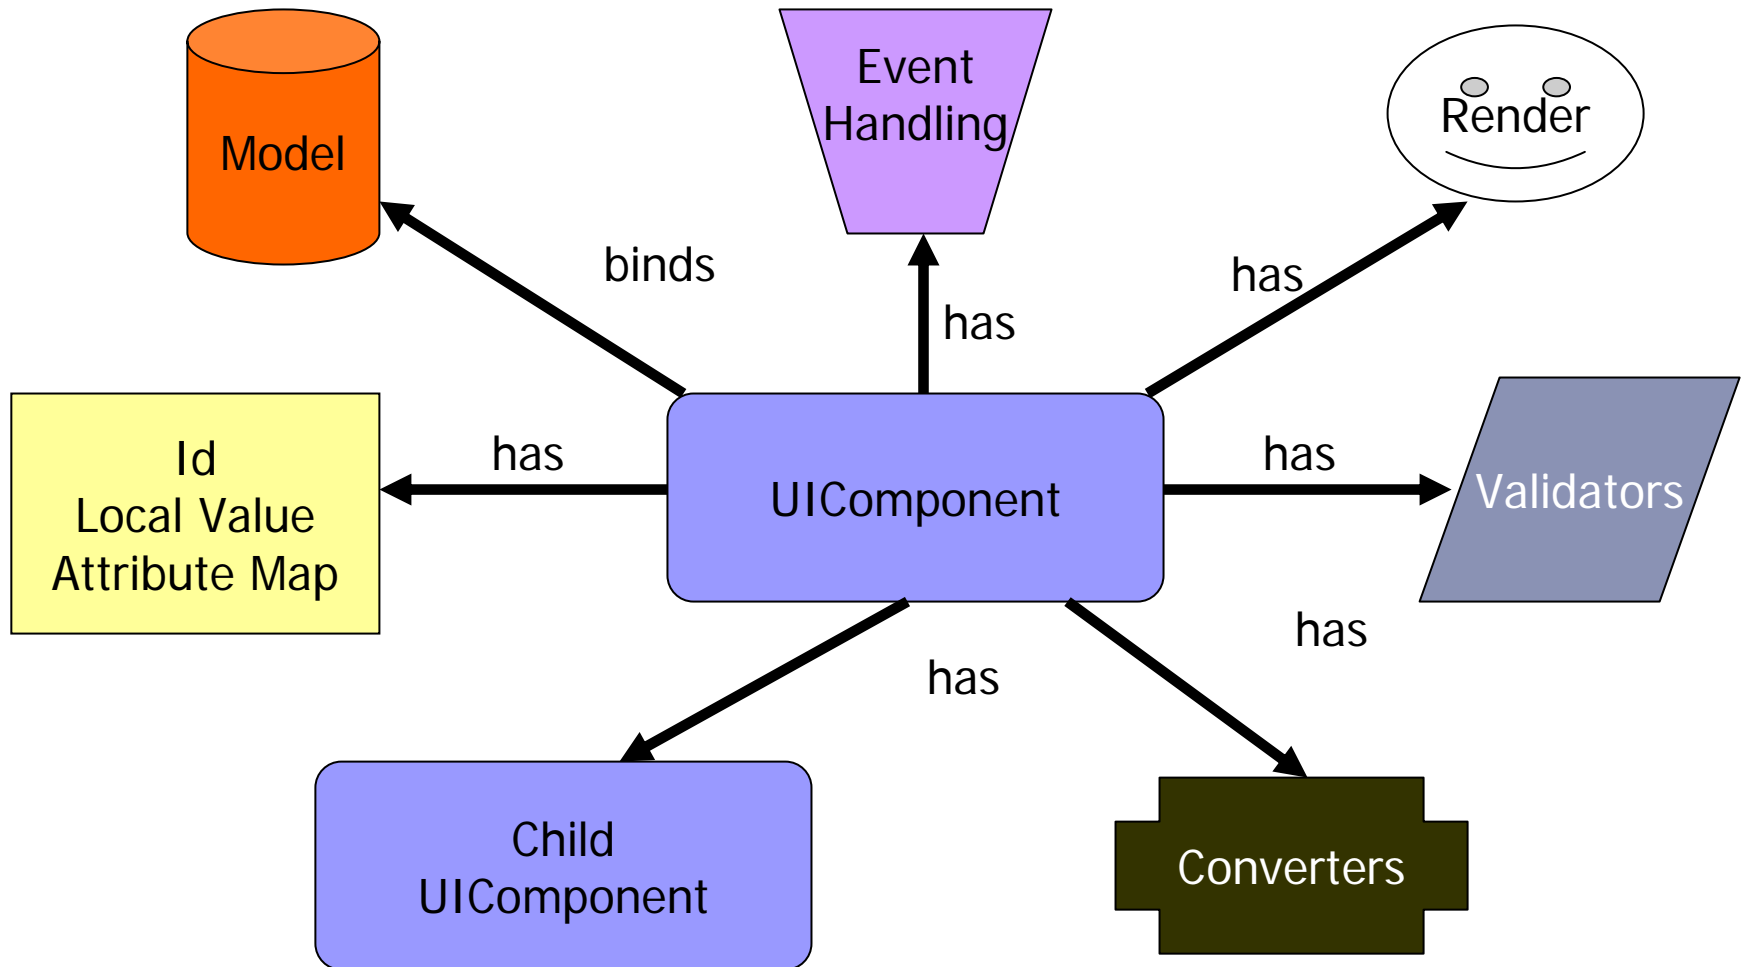 Model
Event
Handling
Render
binds
has
has
Id
Local Value
Attribute Map
has
UIComponent
has
Validators
has
has
Child
UIComponent
Converters